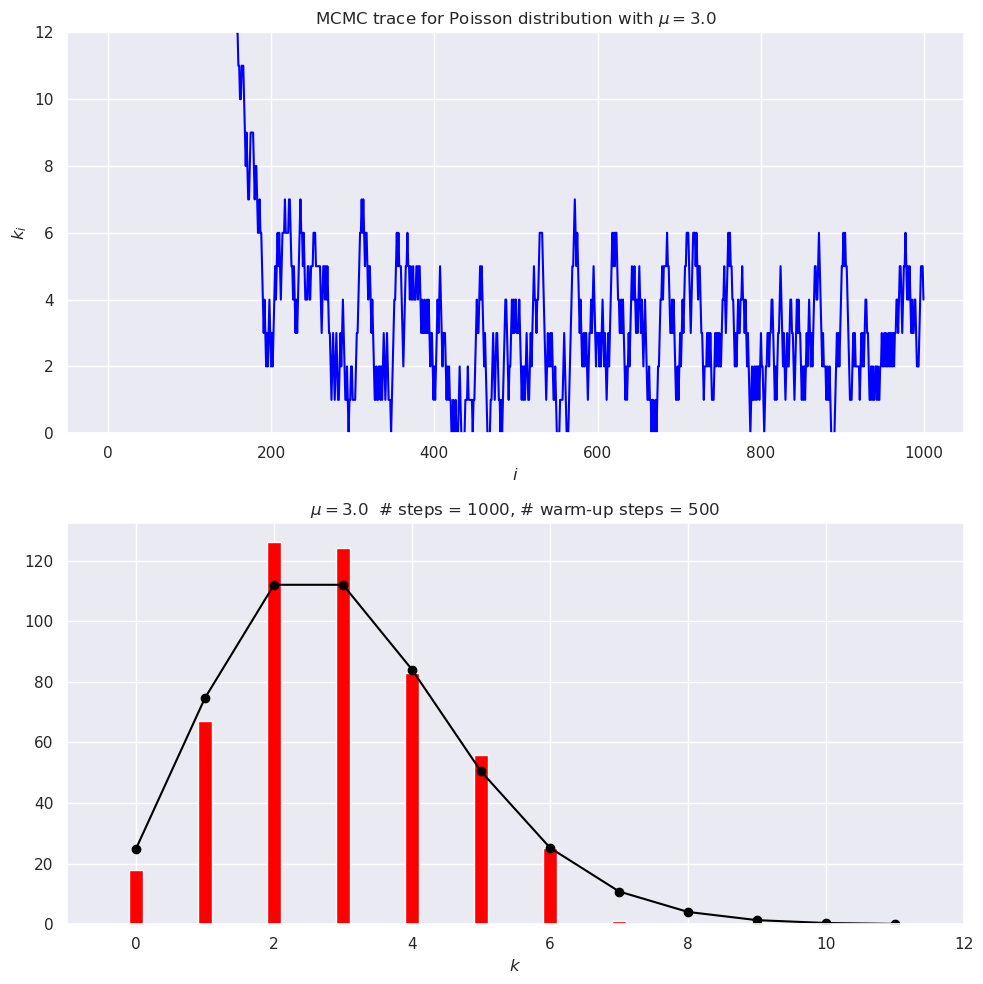 MCMC trace for Poisson distribution with μ = 3.0
12
10
8
6
4
2
0
kᵢ
0 200 400 600 800 1000
i
μ = 3.0 # steps = 1000, # warm-up steps = 500
120
100
80
60
40
20
0
0 2 4 6 8 10 12
k